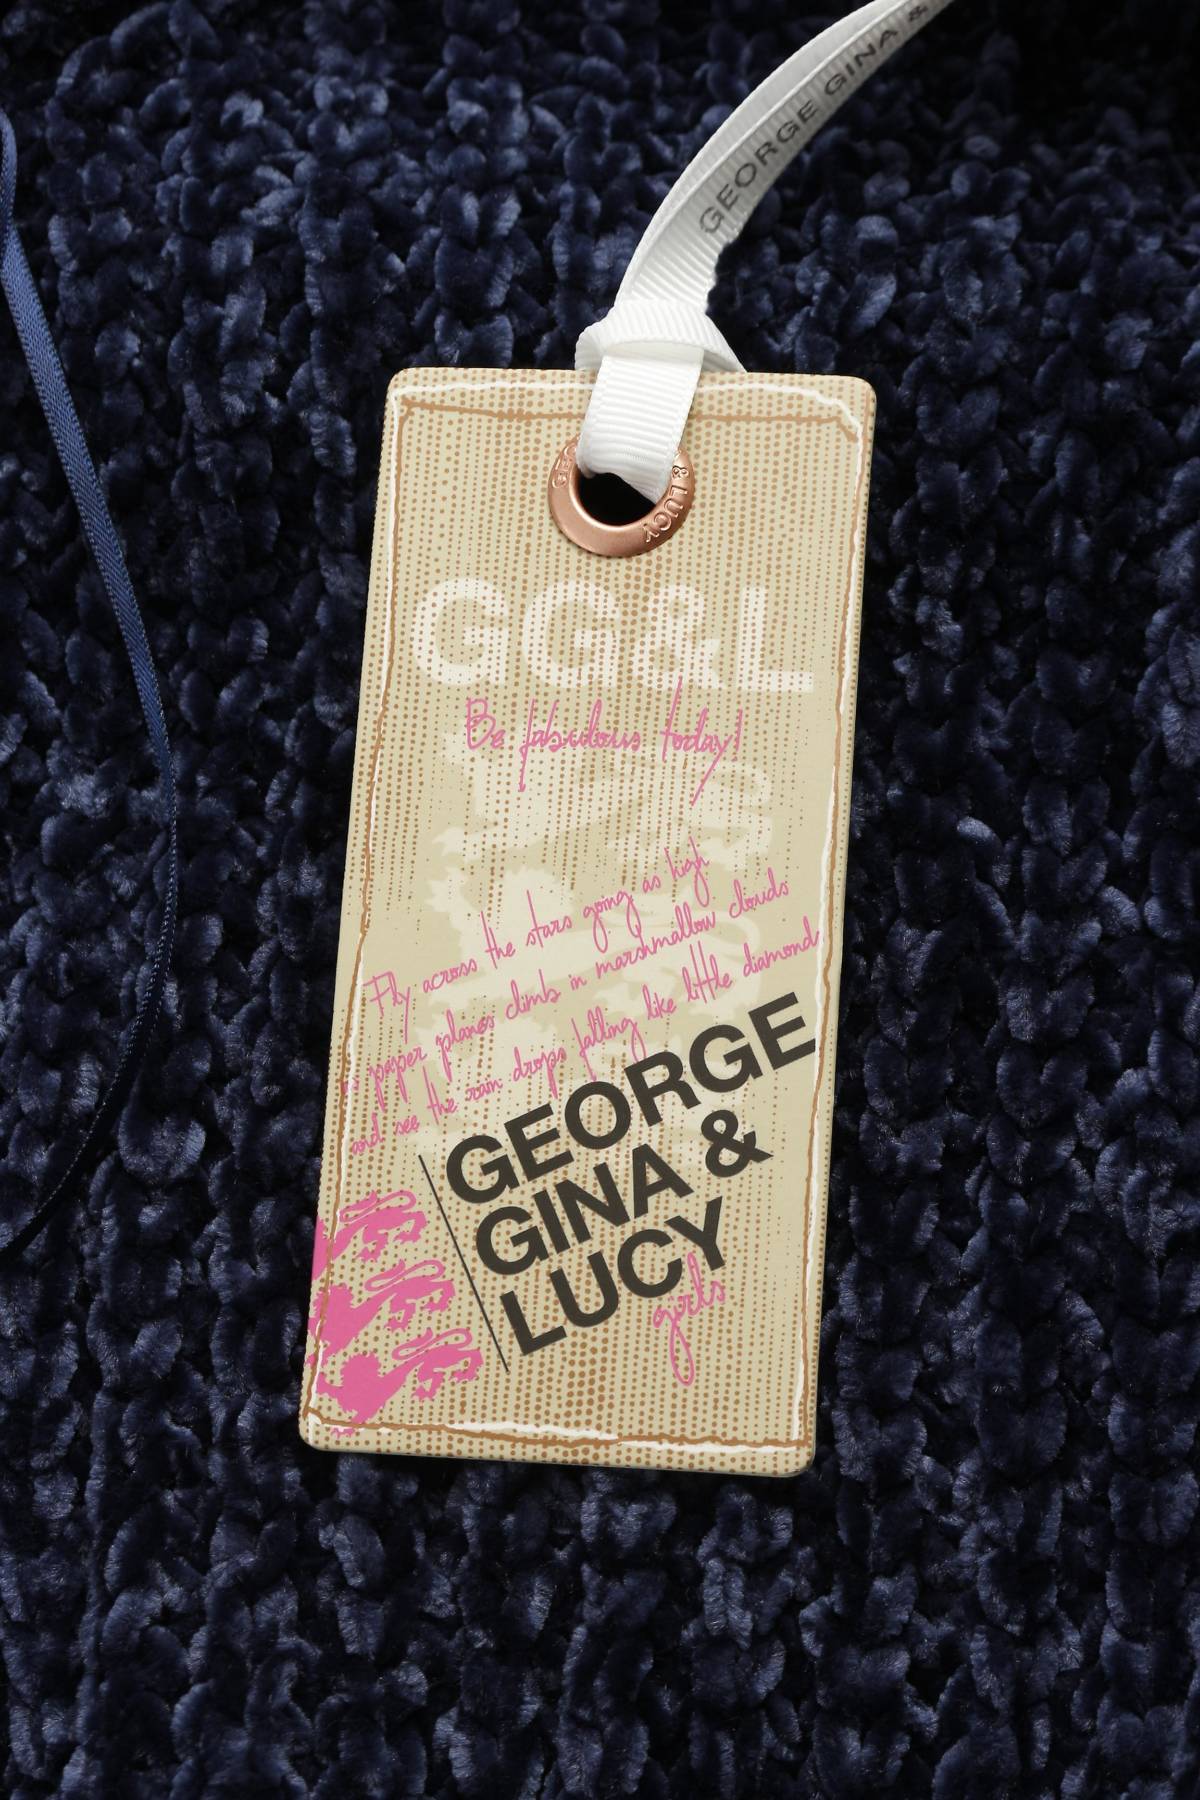 GEORGE GINA &
& LUCY
GG&L
Be fabulous today!
Fly across the stars going as high
as paper planes climb in marshmallow clouds
and see the rain drops falling like little diamond
GEORGE
GINA &
LUCY
girls